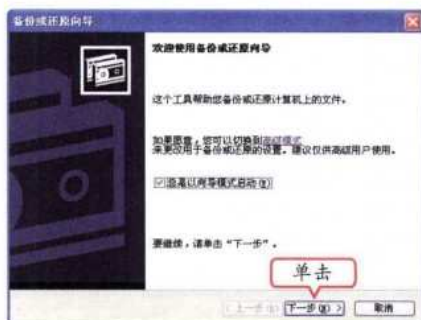 备份或还原向导
欢迎使用备份或还原向导
这个工具帮助您备份或还原计算机上的文件。
如果愿意，您可以切换到高级模式
来更改用于备份或还原的设置。建议仅供高级用户使用。
总是以向导模式启动(W)
要继续，请单击“下一步”。
单击
<上一步(B) 下一步(N) > 取消